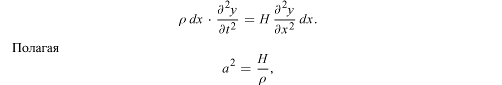 ρ dx · ∂²y/∂t² = H ∂²y/∂x² dx.
Полагая
a² = H/ρ,